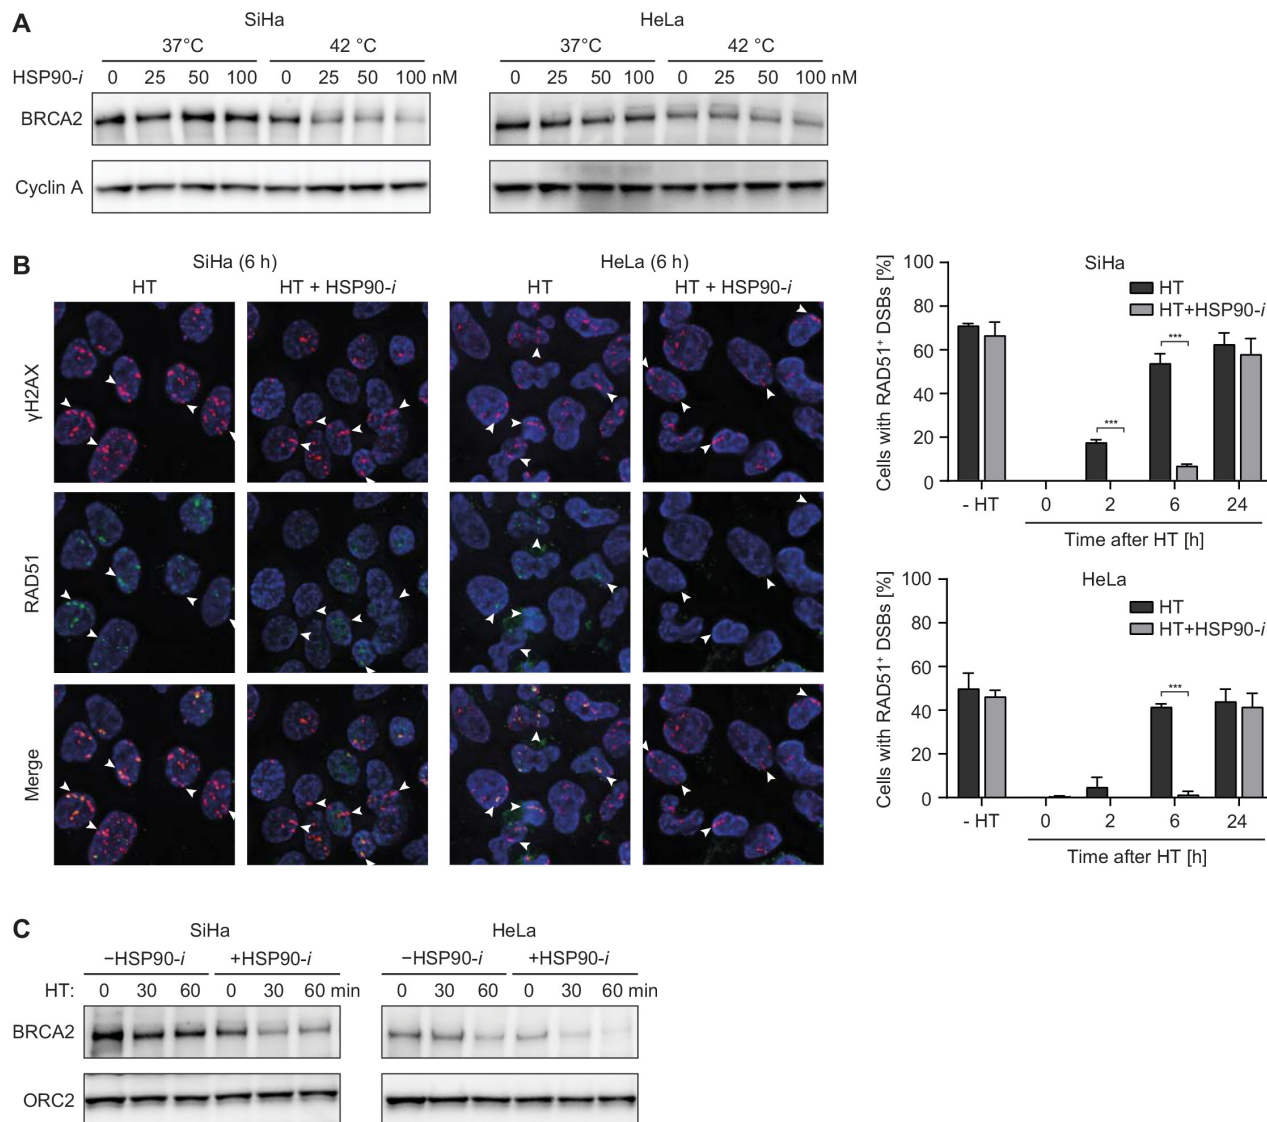 A
SiHa
HeLa
37°C 42 °C
37°C 42 °C
HSP90-i 0 25 50 100 0 25 50 100 nM
0 25 50 100 0 25 50 100 nM
BRCA2
Cyclin A
B
SiHa (6 h)
HeLa (6 h)
HT HT + HSP90-i
HT HT + HSP90-i
γH2AX
RAD51
Merge
SiHa
HT
HT+HSP90-i
Cells with RAD51+ DSBs [%]
100
80
60
40
20
0
***
***
- HT 0 2 6 24
Time after HT [h]
HeLa
HT
HT+HSP90-i
Cells with RAD51+ DSBs [%]
100
80
60
40
20
0
***
- HT 0 2 6 24
Time after HT [h]
C
SiHa
HeLa
−HSP90-i +HSP90-i
−HSP90-i +HSP90-i
HT: 0 30 60 0 30 60 min
0 30 60 0 30 60 min
BRCA2
ORC2